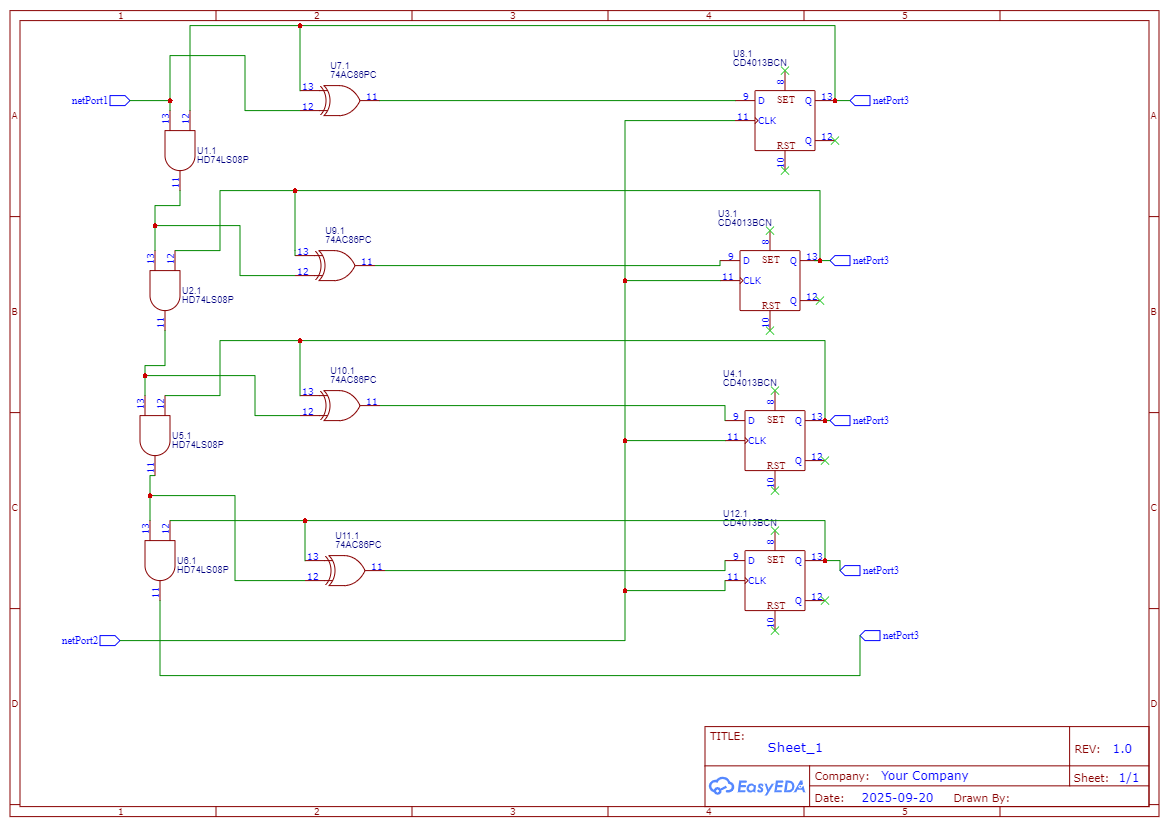 1 2 3 4 5
A A
B B
C C
D D
1 2 3 4 5
netPort1
13
12
U1.1
HD74LS08P
11
U7.1
74AC86PC
13
12
11
U8.1
CD4013BCN
8
9 D SET Q 13
11 CLK
Q 12
RST
10
netPort3
13
12
U2.1
HD74LS08P
11
U9.1
74AC86PC
13
12
11
U3.1
CD4013BCN
8
9 D SET Q 13
11 CLK
Q 12
RST
10
netPort3
13
12
U5.1
HD74LS08P
11
U10.1
74AC86PC
13
12
11
U4.1
CD4013BCN
8
9 D SET Q 13
11 CLK
Q 12
RST
10
netPort3
13
12
U6.1
HD74LS08P
11
U11.1
74AC86PC
13
12
11
U12.1
CD4013BCN
8
9 D SET Q 13
11 CLK
Q 12
RST
10
netPort3
netPort2
netPort3
TITLE:
Sheet_1
REV: 1.0
EasyEDA
Company: Your Company
Sheet: 1/1
Date: 2025-09-20 Drawn By: